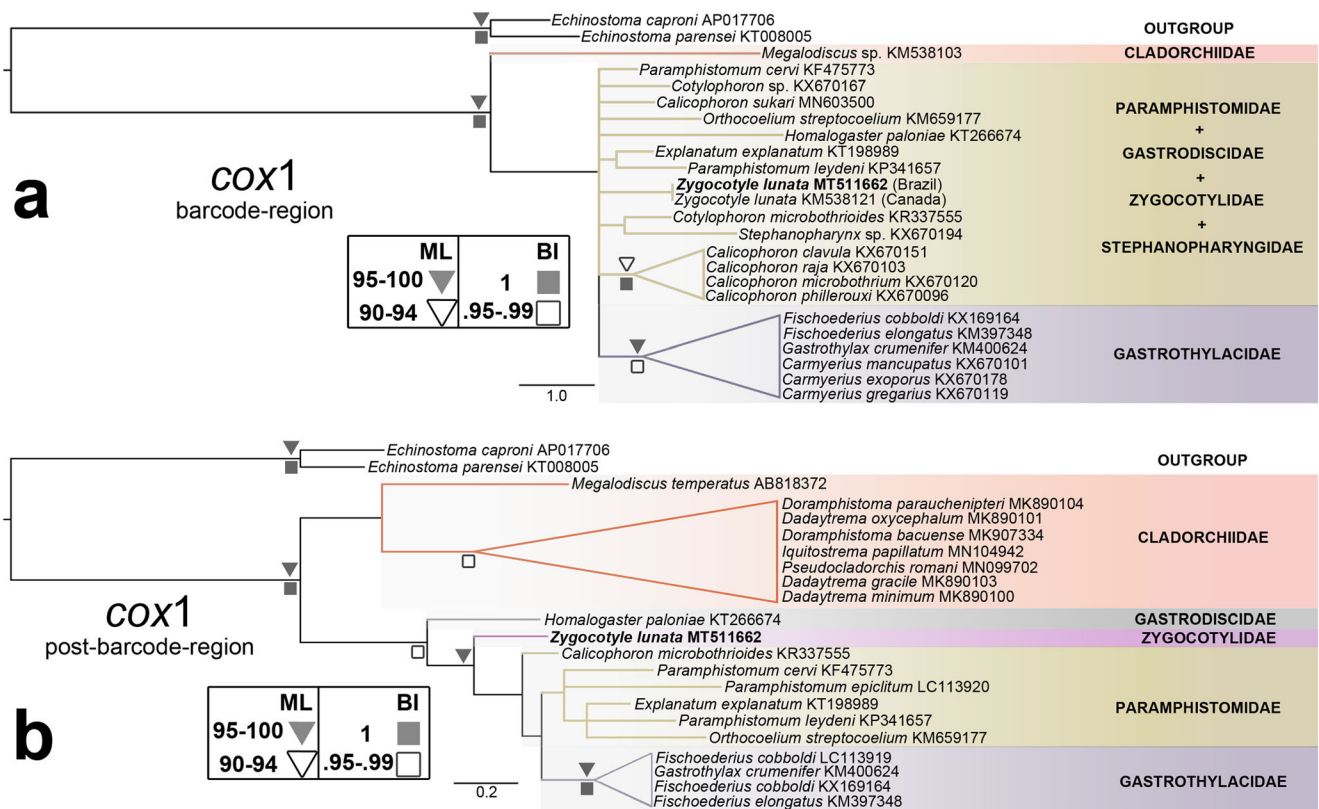 Echinostoma caproni AP017706
Echinostoma parensei KT008005
OUTGROUP
Megalodiscus sp. KM538103
CLADORCHIIDAE
Paramphistomum cervi KF475773
Cotylophoron sp. KX670167
Calicophoron sukari MN603500
Orthocoelium streptocoelium KM659177
Homalogaster paloniae KT266674
Explanatum explanatum KT198989
Paramphistomum leydeni KP341657
Zygocotyle lunata MT511662 (Brazil)
Zygocotyle lunata KM538121 (Canada)
Cotylophoron microbothrioides KR337555
Stephanopharynx sp. KX670194
Calicophoron clavula KX670151
Calicophoron raja KX670103
Calicophoron microbothrium KX670120
Calicophoron phillerouxi KX670096
PARAMPHISTOMIDAE
+
GASTRODISCIDAE
+
ZYGOCOTYLIDAE
+
STEPHANOPHARYNGIDAE
Fischoederius cobboldi KX169164
Fischoederius elongatus KM397348
Gastrothylax crumenifer KM400624
Carmyerius mancupatus KX670101
Carmyerius exoporus KX670178
Carmyerius gregarius KX670119
GASTROTHYLACIDAE
a
cox1
barcode-region
ML BI
95-100 1
90-94 .95-.99
1.0
Echinostoma caproni AP017706
Echinostoma parensei KT008005
OUTGROUP
Megalodiscus temperatus AB818372
Doramphistoma parauchenipteri MK890104
Dadaytrema oxycephalum MK890101
Doramphistoma bacuense MK907334
Iquitostrema papillatum MN104942
Pseudocladorchis romani MN099702
Dadaytrema gracile MK890103
Dadaytrema minimum MK890100
CLADORCHIIDAE
Homalogaster paloniae KT266674
GASTRODISCIDAE
Zygocotyle lunata MT511662
ZYGOCOTYLIDAE
Calicophoron microbothrioides KR337555
Paramphistomum cervi KF475773
Paramphistomum epiclitum LC113920
Explanatum explanatum KT198989
Paramphistomum leydeni KP341657
Orthocoelium streptocoelium KM659177
PARAMPHISTOMIDAE
Fischoederius cobboldi LC113919
Gastrothylax crumenifer KM400624
Fischoederius cobboldi KX169164
Fischoederius elongatus KM397348
GASTROTHYLACIDAE
cox1
post-barcode-region
b
ML BI
95-100 1
90-94 .95-.99
0.2